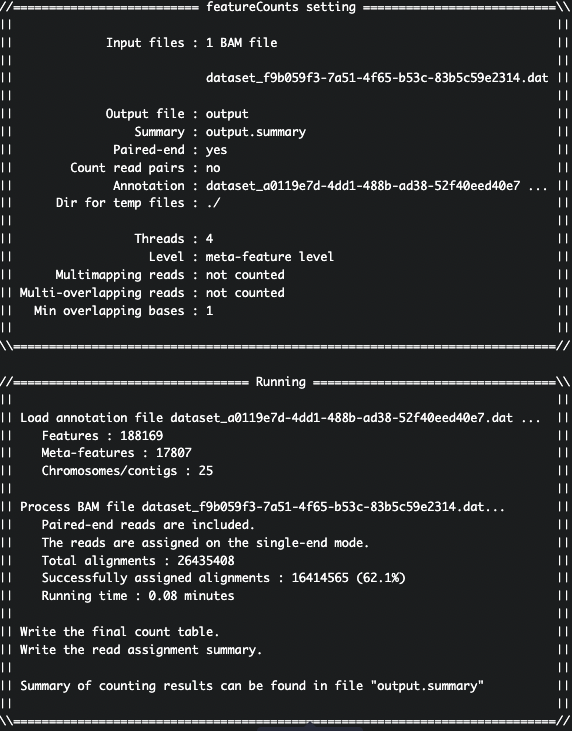 //========================== featureCounts setting ===========================\\
||                                                                            ||
||             Input files : 1 BAM file                                       ||
||                                                                            ||
||                           dataset_f9b059f3-7a51-4f65-b53c-83b5c59e2314.dat ||
||                                                                            ||
||             Output file : output                                           ||
||                 Summary : output.summary                                   ||
||              Paired-end : yes                                              ||
||        Count read pairs : no                                               ||
||              Annotation : dataset_a0119e7d-4dd1-488b-ad38-52f40eed40e7 ... ||
||      Dir for temp files : ./                                               ||
||                                                                            ||
||                 Threads : 4                                                ||
||                   Level : meta-feature level                               ||
||      Multimapping reads : not counted                                      ||
|| Multi-overlapping reads : not counted                                      ||
||   Min overlapping bases : 1                                                ||
||                                                                            ||
\\============================================================================//

//================================= Running ==================================\\
||                                                                            ||
|| Load annotation file dataset_a0119e7d-4dd1-488b-ad38-52f40eed40e7.dat ...  ||
||    Features : 188169                                                       ||
||    Meta-features : 17807                                                   ||
||    Chromosomes/contigs : 25                                                ||
||                                                                            ||
|| Process BAM file dataset_f9b059f3-7a51-4f65-b53c-83b5c59e2314.dat...       ||
||    Paired-end reads are included.                                          ||
||    The reads are assigned on the single-end mode.                          ||
||    Total alignments : 26435408                                             ||
||    Successfully assigned alignments : 16414565 (62.1%)                     ||
||    Running time : 0.08 minutes                                             ||
||                                                                            ||
|| Write the final count table.                                               ||
|| Write the read assignment summary.                                         ||
||                                                                            ||
|| Summary of counting results can be found in file "output.summary"          ||
||                                                                            ||
\\============================================================================//